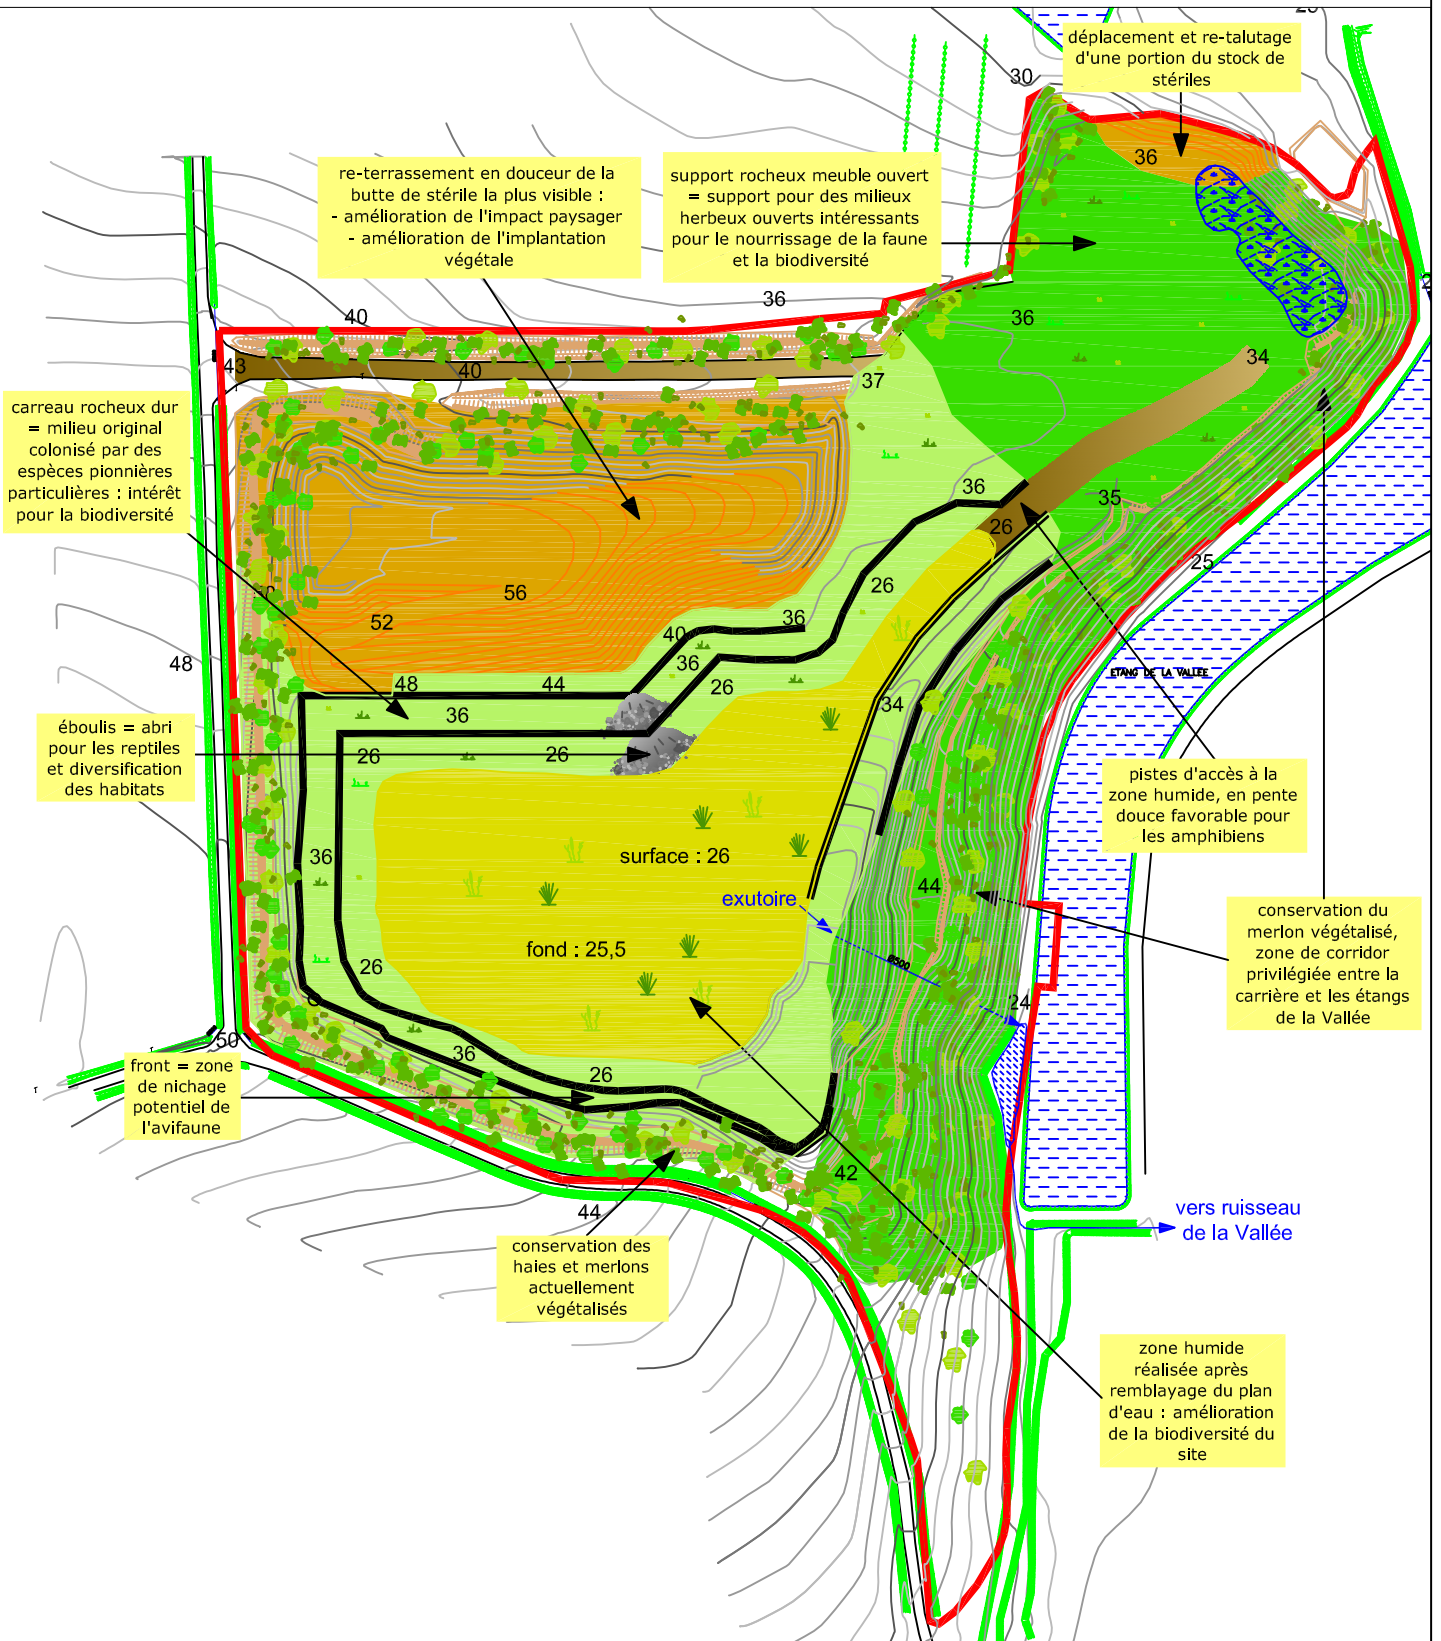 déplacement et re-talutage
d'une portion du stock de
stériles
30
36
re-terrassement en douceur de la
butte de stérile la plus visible :
- amélioration de l'impact paysager
- amélioration de l'implantation
végétale
support rocheux meuble ouvert
= support pour des milieux
herbeux ouverts intéressants
pour le nourrissage de la faune
et la biodiversité
36
40
36
43
40
37
34
carreau rocheux dur
= milieu original
colonisé par des
espèces pionnières
particulières : intérêt
pour la biodiversité
36
35
26
25
26
56
52
36
40
48
36
ETANG DE LA VALLEE
48
44
26
34
36
éboulis = abri
pour les reptiles
et diversification
des habitats
26
26
pistes d'accès à la
zone humide, en pente
douce favorable pour
les amphibiens
36
surface : 26
44
exutoire
conservation du
merlon végétalisé,
zone de corridor
privilégiée entre la
carrière et les étangs
de la Vallée
fond : 25,5
26
Ø500
24
50
36
26
front = zone
de nichage
potentiel de
l'avifaune
42
44
vers ruisseau
de la Vallée
conservation des
haies et merlons
actuellement
végétalisés
zone humide
réalisée après
remblayage du plan
d'eau : amélioration
de la biodiversité du
site